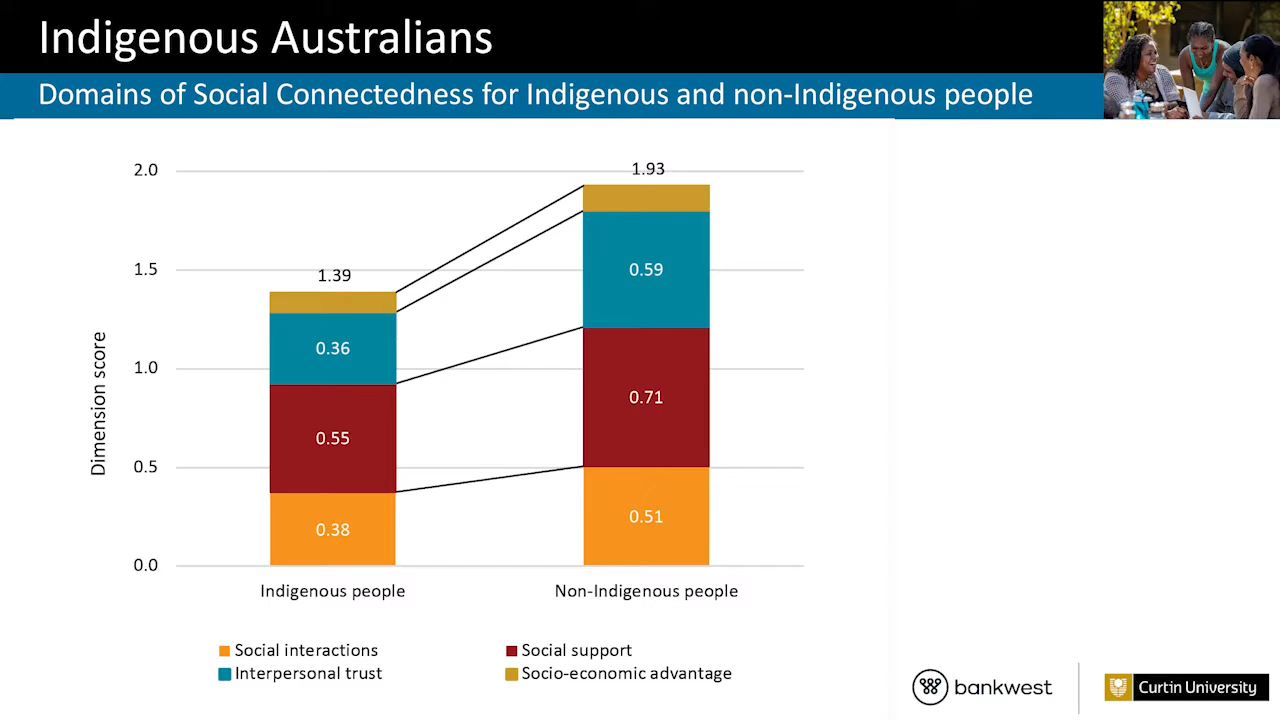 Indigenous Australians
Domains of Social Connectedness for Indigenous and non-Indigenous people
Dimension score
2.0
1.5
1.0
0.5
0.0
1.39
0.36
0.55
0.38
1.93
0.59
0.71
0.51
Indigenous people
Non-Indigenous people
Social interactions
Social support
Interpersonal trust
Socio-economic advantage
bankwest
Curtin University